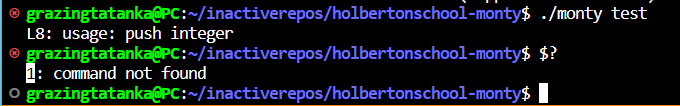 grazingtatanka@PC:~/inactiverepos/holbertonschool-monty$ ./monty test
L8: usage: push integer
grazingtatanka@PC:~/inactiverepos/holbertonschool-monty$ $?
1: command not found
grazingtatanka@PC:~/inactiverepos/holbertonschool-monty$